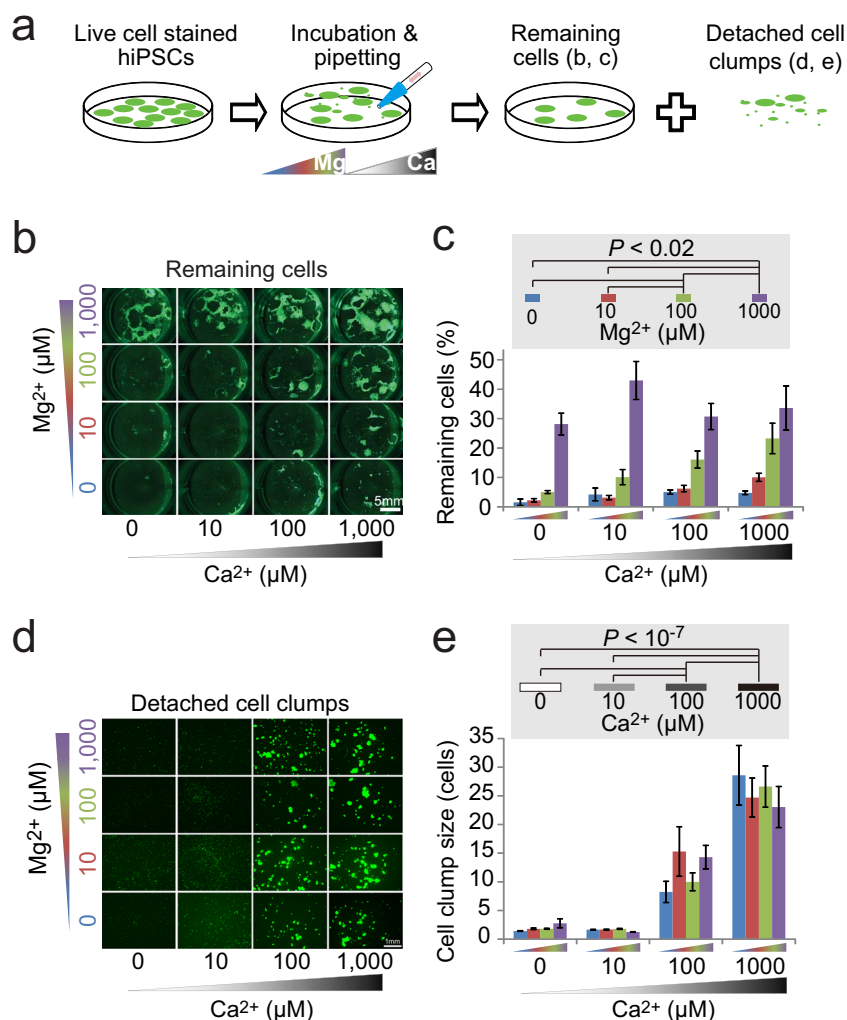 a
Live cell stained
hiPSCs
Incubation &
pipetting
Remaining
cells (b, c)
Detached cell
clumps (d, e)
Mg
Ca
b
Remaining cells
Mg2+ (µM)
1,000
100
10
0
5mm
0 10 100 1,000
Ca2+ (µM)
c
P < 0.02
0 10 100 1000
Mg2+
(µM)
Remaining cells (%)
50
40
30
20
10
0
0 10 100 1000
Ca2+ (µM)
d
Detached cell clumps
Mg2+ (µM)
1,000
100
10
0
1mm
0 10 100 1,000
Ca2+ (µM)
e
P < 10-7
0 10 100 1000
Ca2+
(µM)
Cell clump size (cells)
35
30
25
20
15
10
5
0
0 10 100 1000
Ca2+ (µM)